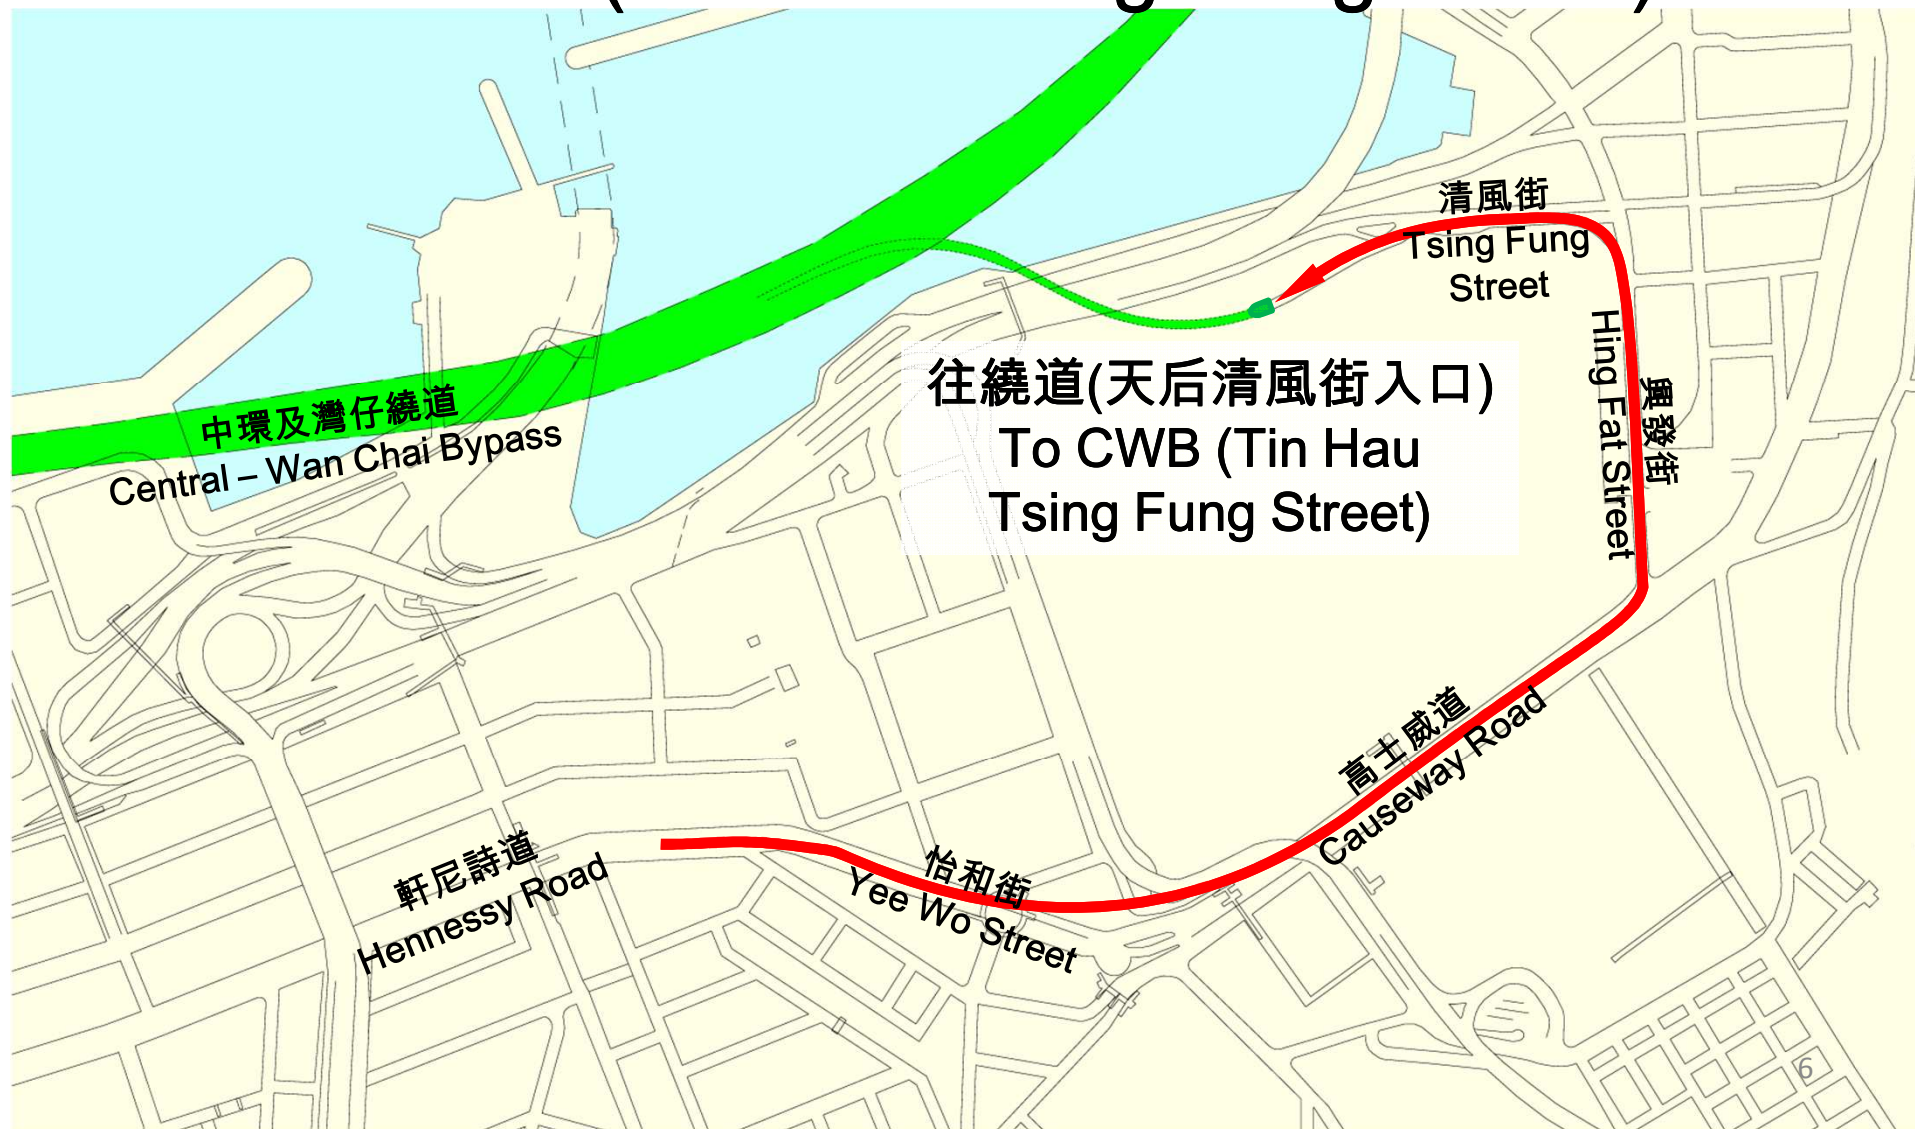 清風街
Tsing Fung
Street
興發街
Hing Fat Street
往繞道(天后清風街入口)
To CWB (Tin Hau
Tsing Fung Street)
中環及灣仔繞道
Central – Wan Chai Bypass
高士威道
Causeway Road
軒尼詩道
Hennessy Road
怡和街
Yee Wo Street
6